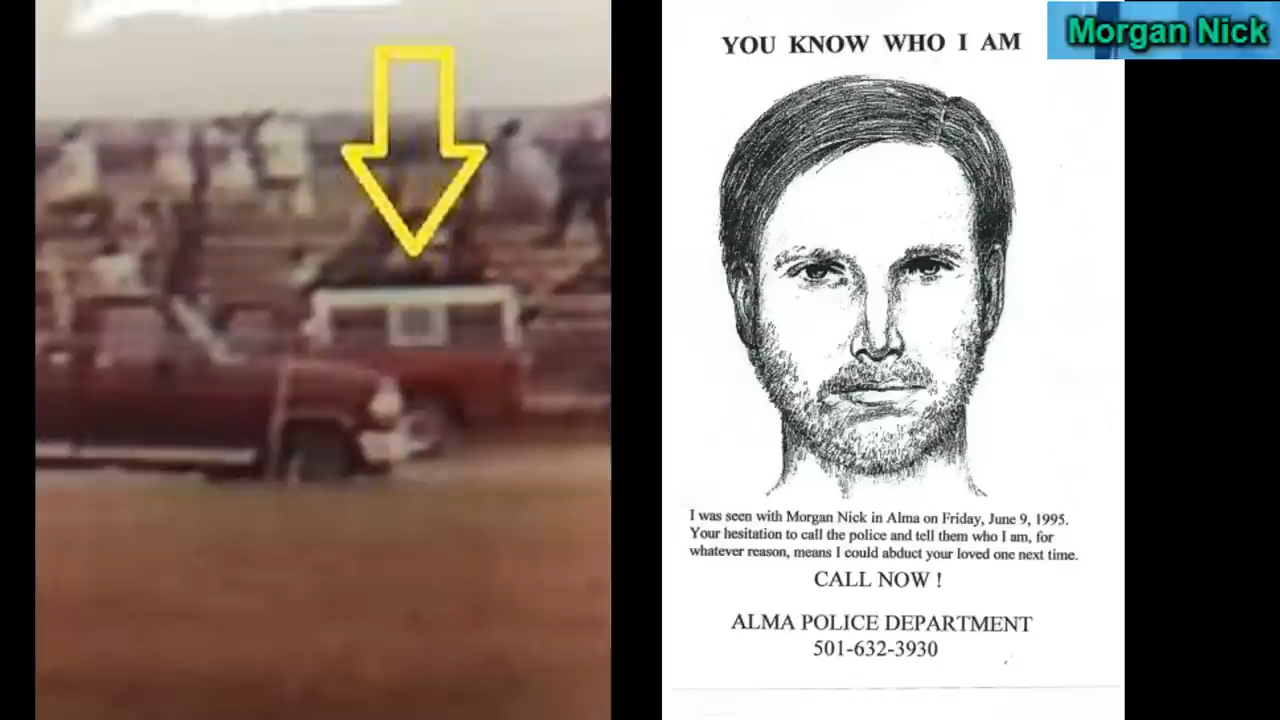 Morgan Nick
YOU KNOW WHO I AM
I was seen with Morgan Nick in Alma on Friday, June 9, 1995.
Your hesitation to call the police and tell them who I am, for
whatever reason, means I could abduct your loved one next time.
CALL NOW !
ALMA POLICE DEPARTMENT
501-632-3930